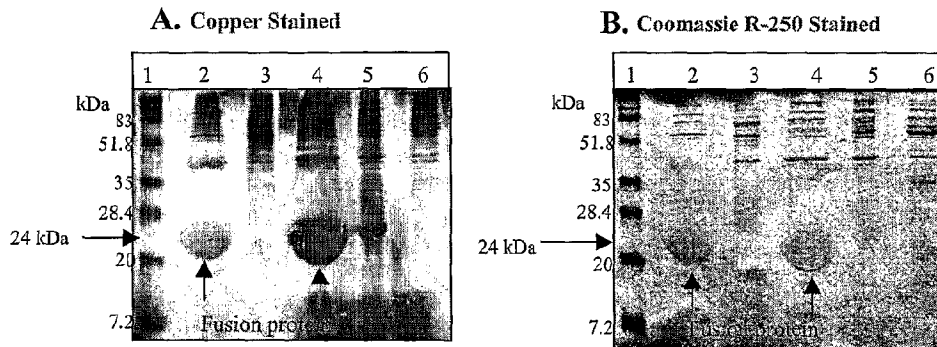 A. Copper Stained
1 2 3 4 5 6
kDa
83
51.8
35
28.4
24 kDa
20
7.2
Fusion protein
B. Coomassie R-250 Stained
1 2 3 4 5 6
kDa
83
51.8
35
28.4
24 kDa
20
7.2
Fusion protein